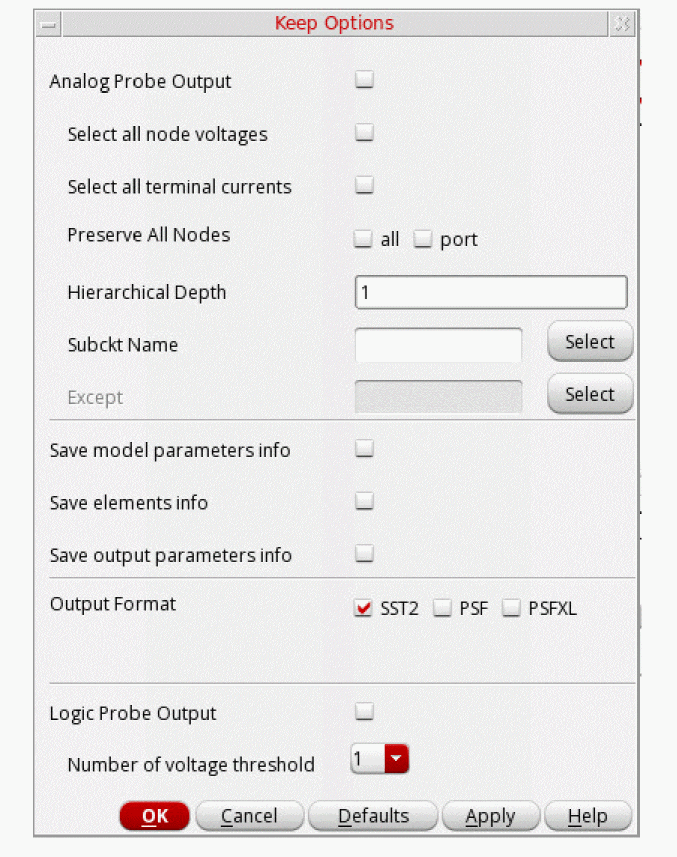 Keep Options
Analog Probe Output
Select all node voltages
Select all terminal currents
Preserve All Nodes all port
Hierarchical Depth 1
Subckt Name Select
Except Select
Save model parameters info
Save elements info
Save output parameters info
Output Format SST2 PSF PSFXL
Logic Probe Output
Number of voltage threshold 1
OK Cancel Defaults Apply Help